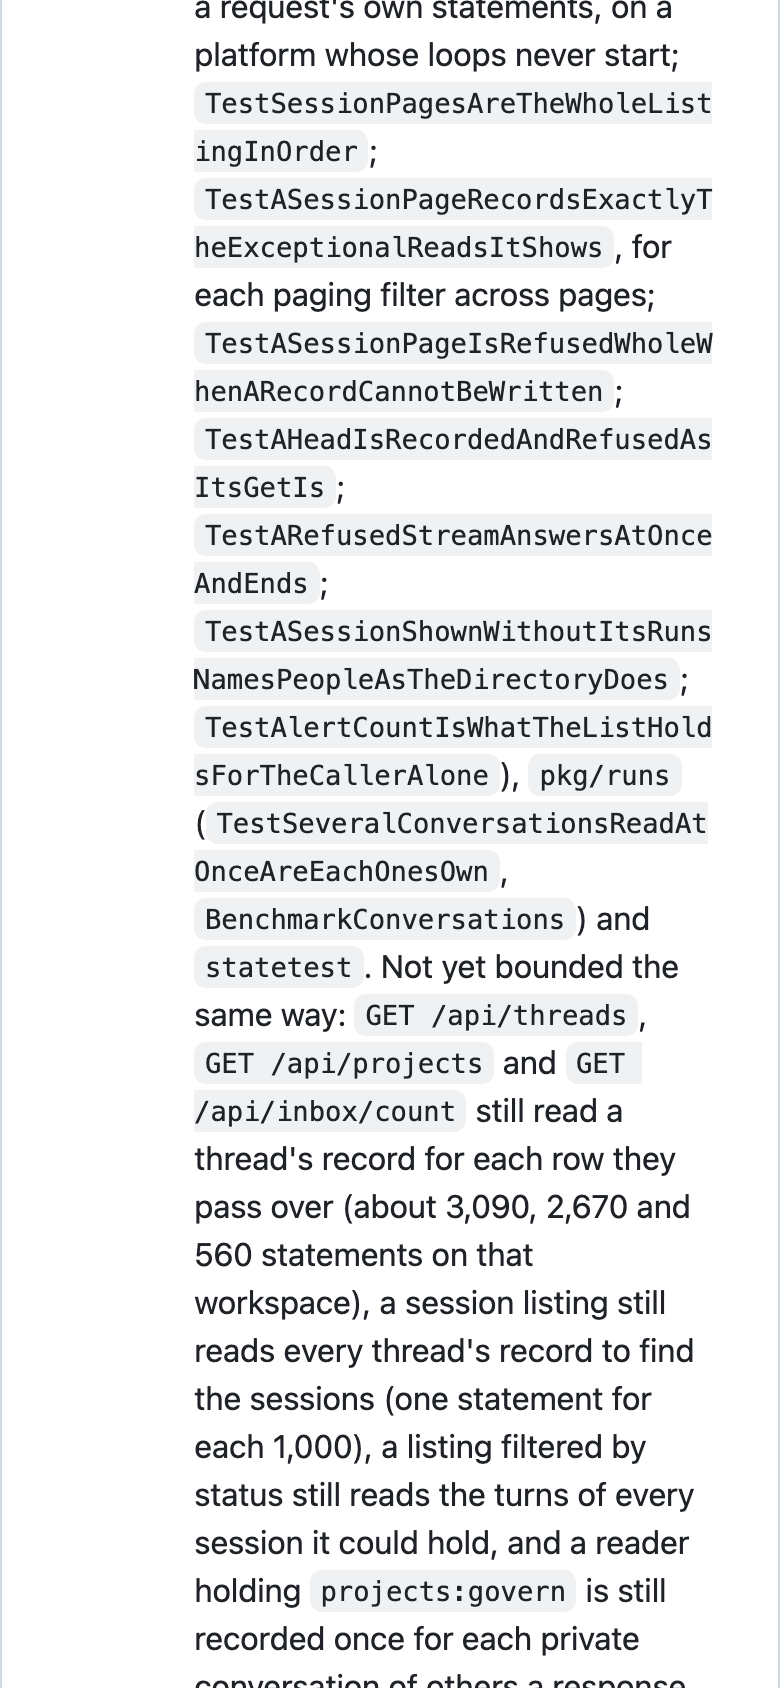 a request's own statements, on a
platform whose loops never start;
TestSessionPagesAreTheWholeList
ingInOrder ;
TestASessionPageRecordsExactlyT
heExceptionalReadsItShows , for
each paging filter across pages;
TestASessionPageIsRefusedWholeW
henARecordCannotBeWritten ;
TestAHeadIsRecordedAndRefusedAs
ItsGetIs ;
TestARefusedStreamAnswersAtOnce
AndEnds ;
TestASessionShownWithoutItsRuns
NamesPeopleAsTheDirectoryDoes ;
TestAlertCountIsWhatTheListHold
sForTheCallerAlone ), pkg/runs
( TestSeveralConversationsReadAt
OnceAreEachOnesOwn ,
BenchmarkConversations ) and
statetest . Not yet bounded the
same way: GET /api/threads ,
GET /api/projects and GET
/api/inbox/count still read a
thread's record for each row they
pass over (about 3,090, 2,670 and
560 statements on that
workspace), a session listing still
reads every thread's record to find
the sessions (one statement for
each 1,000), a listing filtered by
status still reads the turns of every
session it could hold, and a reader
holding projects:govern is still
recorded once for each private
conversation of others a response